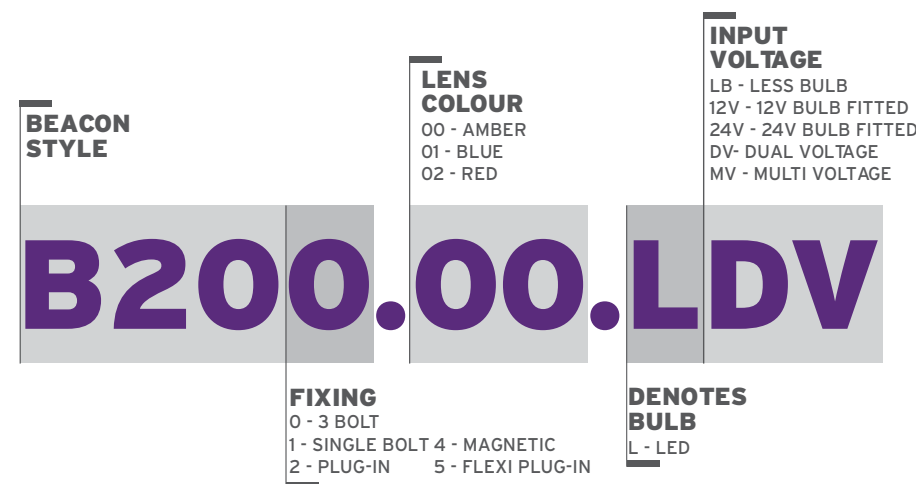 BEACON
STYLE
LENS
COLOUR
00 - AMBER
01 - BLUE
02 - RED
INPUT
VOLTAGE
LB - LESS BULB
12V - 12V BULB FITTED
24V - 24V BULB FITTED
DV- DUAL VOLTAGE
MV - MULTI VOLTAGE
B200.00.LDV
FIXING
0 - 3 BOLT
1 - SINGLE BOLT 4 - MAGNETIC
2 - PLUG-IN 5 - FLEXI PLUG-IN
DENOTES
BULB
L - LED